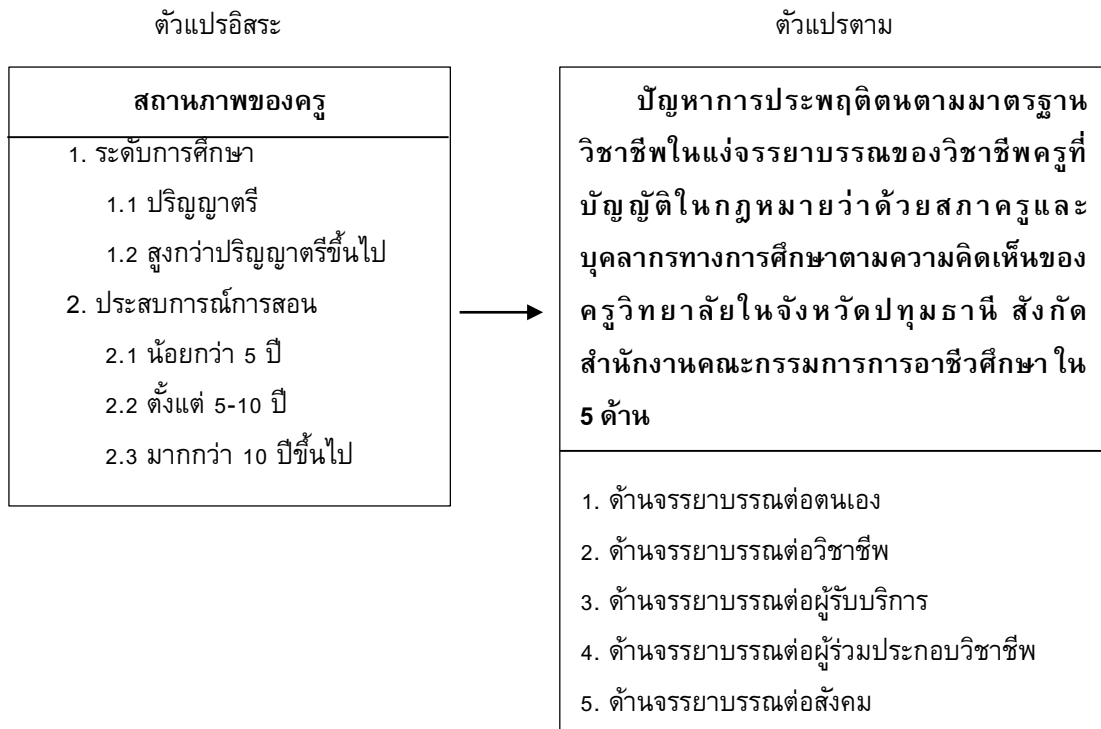 ตัวแปรอิสระ
สถานภาพของครู
1. ระดับการศึกษา
1.1 ปริญญาตรี
1.2 สูงกว่าปริญญาตรีขึ้นไป
2. ประสบการณ์การสอน
2.1 น้อยกว่า 5 ปี
2.2 ตั้งแต่ 5-10 ปี
2.3 มากกว่า 10 ปีขึ้นไป
ตัวแปรตาม
ปัญหาการประพฤติตนตามมาตรฐาน
วิชาชีพในแง่จรรยาบรรณของวิชาชีพครูที่
บัญญัติในกฎหมายว่าด้วยสภาครูและ
บุคลากรทางการศึกษาตามความคิดเห็นของ
ครูวิทยาลัยในจังหวัดปทุมธานี สังกัด
สำนักงานคณะกรรมการการอาชีวศึกษา ใน
5 ด้าน
1. ด้านจรรยาบรรณต่อตนเอง
2. ด้านจรรยาบรรณต่อวิชาชีพ
3. ด้านจรรยาบรรณต่อผู้รับบริการ
4. ด้านจรรยาบรรณต่อผู้ร่วมประกอบวิชาชีพ
5. ด้านจรรยาบรรณต่อสังคม